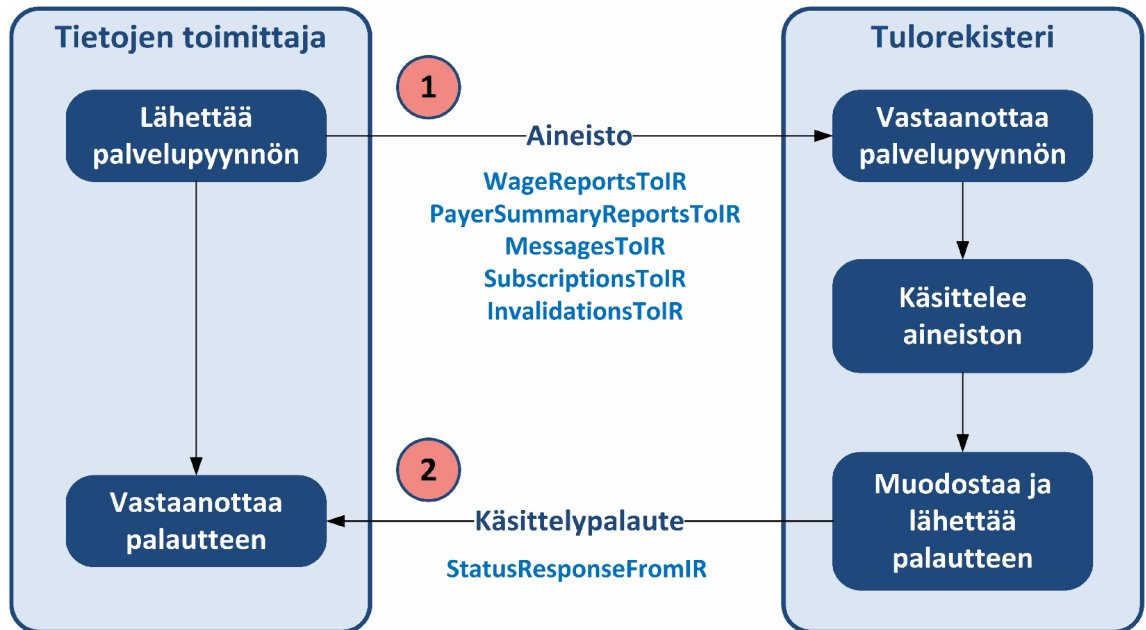 Tietojen toimittaja
Tulorekisteri
1
Lähettää
palvelupyynnön
Aineisto
Vastaanottaa
palvelupyynnön
WageReportsToIR
PayerSummaryReportsToIR
MessagesToIR
SubscriptionsToIR
InvalidationsToIR
Käsittelee
aineiston
2
Vastaanottaa
palautteen
Käsittelypalaute
Muodostaa ja
lähettää
palautteen
StatusResponseFromIR